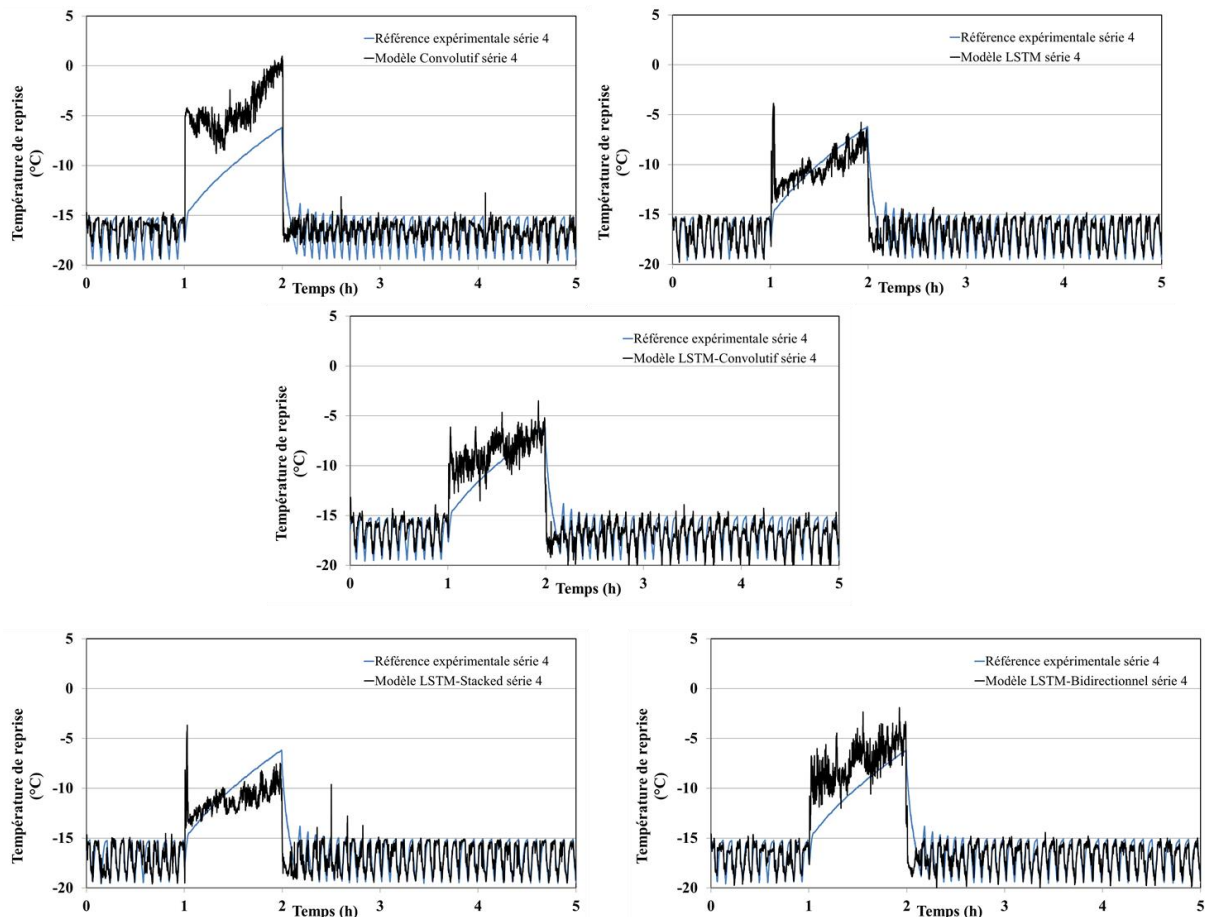 5
0
-5
-10
-15
-20
Température de reprise
(°C)
Référence expérimentale série 4
Modèle Convolutif série 4
0 1 2 3 4 5
Temps (h)
5
0
-5
-10
-15
-20
Température de reprise
(°C)
Référence expérimentale série 4
Modèle LSTM série 4
0 1 2 3 4 5
Temps (h)
5
0
-5
-10
-15
-20
Température de reprise
(°C)
Référence expérimentale série 4
Modèle LSTM-Convolutif série 4
0 1 2 3 4 5
Temps (h)
5
0
-5
-10
-15
-20
Température de reprise
(°C)
Référence expérimentale série 4
Modèle LSTM-Stacked série 4
0 1 2 3 4 5
Temps (h)
5
0
-5
-10
-15
-20
Température de reprise
(°C)
Référence expérimentale série 4
Modèle LSTM-Bidirectionnel série 4
0 1 2 3 4 5
Temps (h)